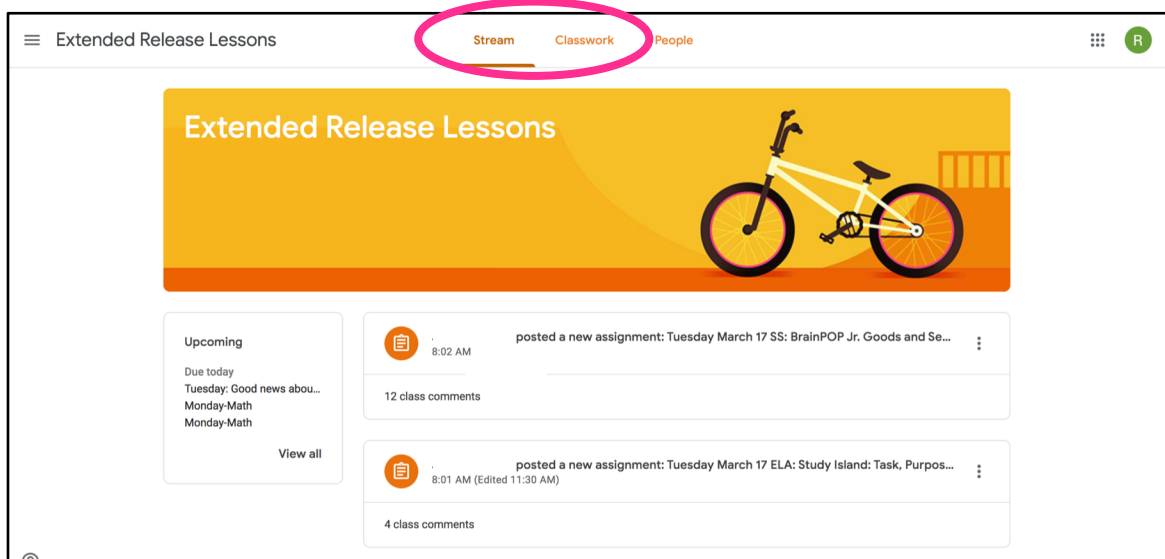 Extended Release Lessons
Stream Classwork People
R
Extended Release Lessons
Upcoming
Due today
Tuesday: Good news abou...
Monday-Math
Monday-Math
View all
posted a new assignment: Tuesday March 17 SS: BrainPOP Jr. Goods and Se...
8:02 AM
12 class comments
posted a new assignment: Tuesday March 17 ELA: Study Island: Task, Purpos...
8:01 AM (Edited 11:30 AM)
4 class comments